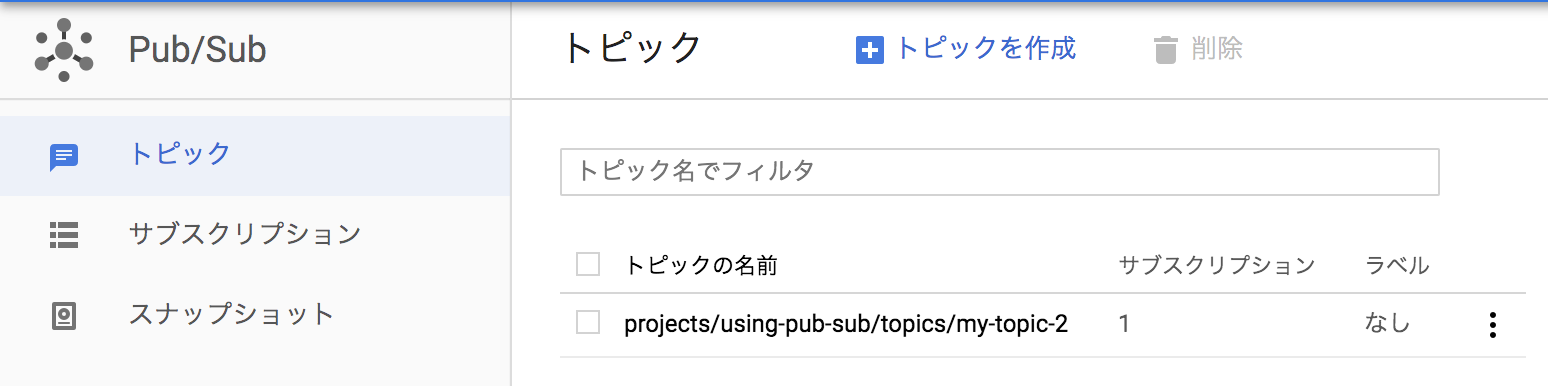 Pub/Sub
トピック
トピックを作成
削除
トピック
サブスクリプション
スナップショット
トピック名でフィルタ
トピックの名前 サブスクリプション ラベル
projects/using-pub-sub/topics/my-topic-2 1 なし